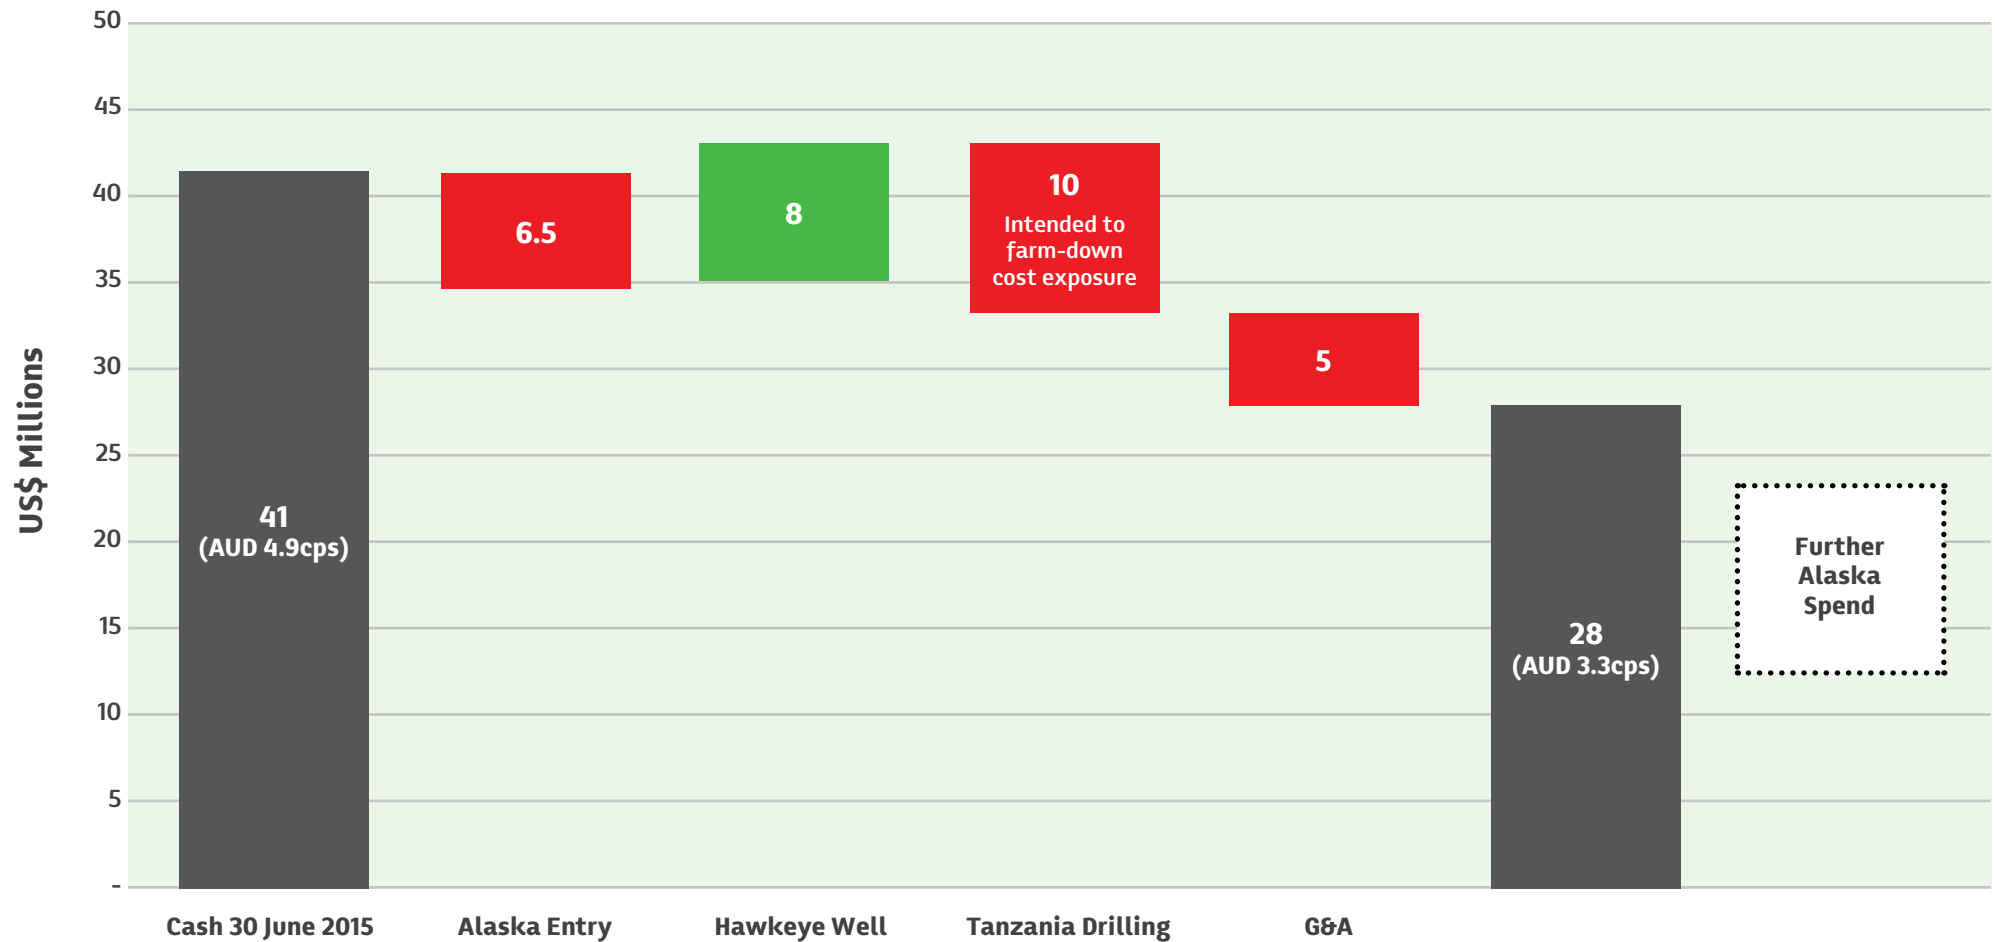 50
45
40
35
30
25
20
15
10
5
-
US$ Millions
41
(AUD 4.9cps)
6.5
8
10
Intended to
farm-down
cost exposure
5
28
(AUD 3.3cps)
Further
Alaska
Spend
Cash 30 June 2015
Alaska Entry
Hawkeye Well
Tanzania Drilling
G&A